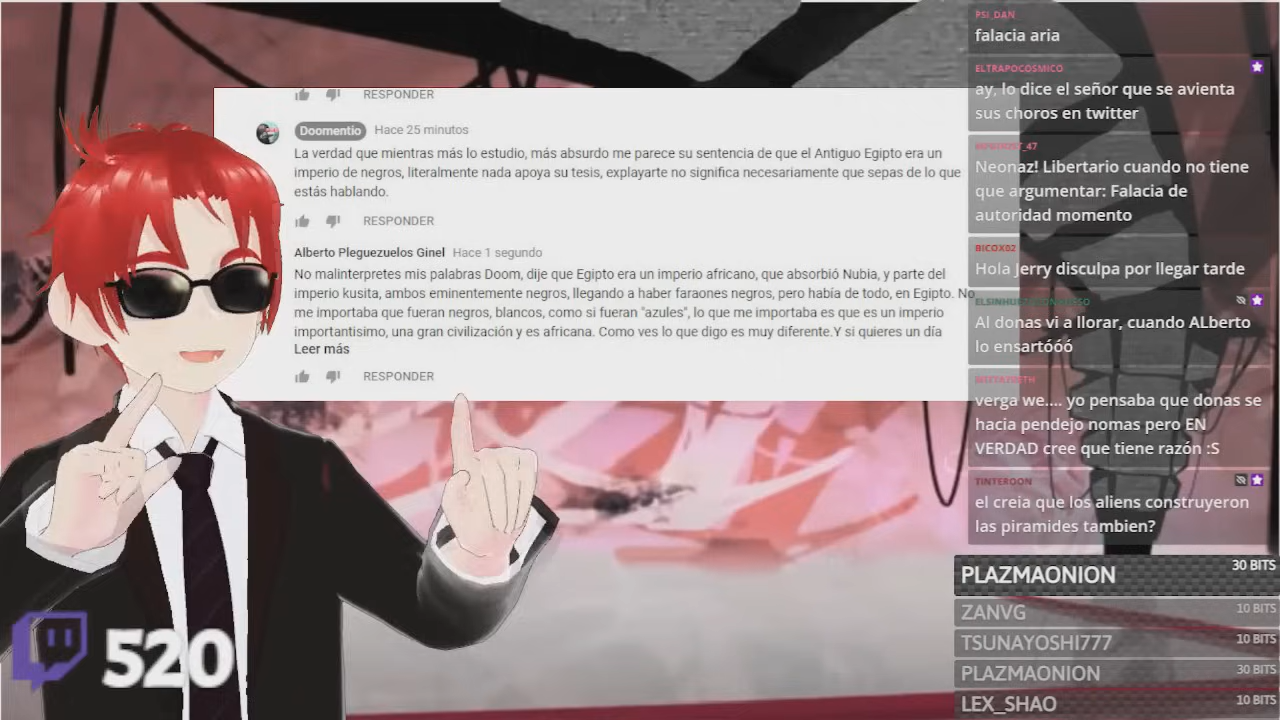 RESPONDER
Doomentio Hace 25 minutos
La verdad que mientras más lo estudio, más absurdo me parece su sentencia de que el Antiguo Egipto era un
imperio de negros, literalmente nada apoya su tesis, explayarte no significa necesariamente que sepas de lo que
estás hablando.
RESPONDER
Alberto Pleguezuelos Ginel Hace 1 segundo
No malinterpretes mis palabras Doom, dije que Egipto era un imperio africano, que absorbió Nubia, y parte del
imperio kusita, ambos eminentemente negros, llegando a haber faraones negros, pero había de todo, en Egipto. No
me importaba que fueran negros, blancos, como si fueran "azules", lo que me importaba es que es un imperio
importantisimo, una gran civilización y es africana. Como ves lo que digo es muy diferente.Y si quieres un día
Leer más
RESPONDER
PSI_DAN
falacia aria
ELTRAPOCOSMICO
ay, lo dice el señor que se avienta
sus choros en twitter
Neonaz! Libertario cuando no tiene
que argumentar: Falacia de
autoridad momento
RICOX02
Hola Jerry disculpa por llegar tarde
Al donas vi a llorar, cuando ALberto
lo ensartóóó
verga we.... yo pensaba que donas se
hacia pendejo nomas pero EN
VERDAD cree que tiene razón :S
TINTEROON
el creia que los aliens construyeron
las piramides tambien?
PLAZMAONION 30 BITS
ZANVG 10 BITS
TSUNAYOSHI777 10 BITS
PLAZMAONION 30 BITS
LEX_SHAO 10 BITS
520